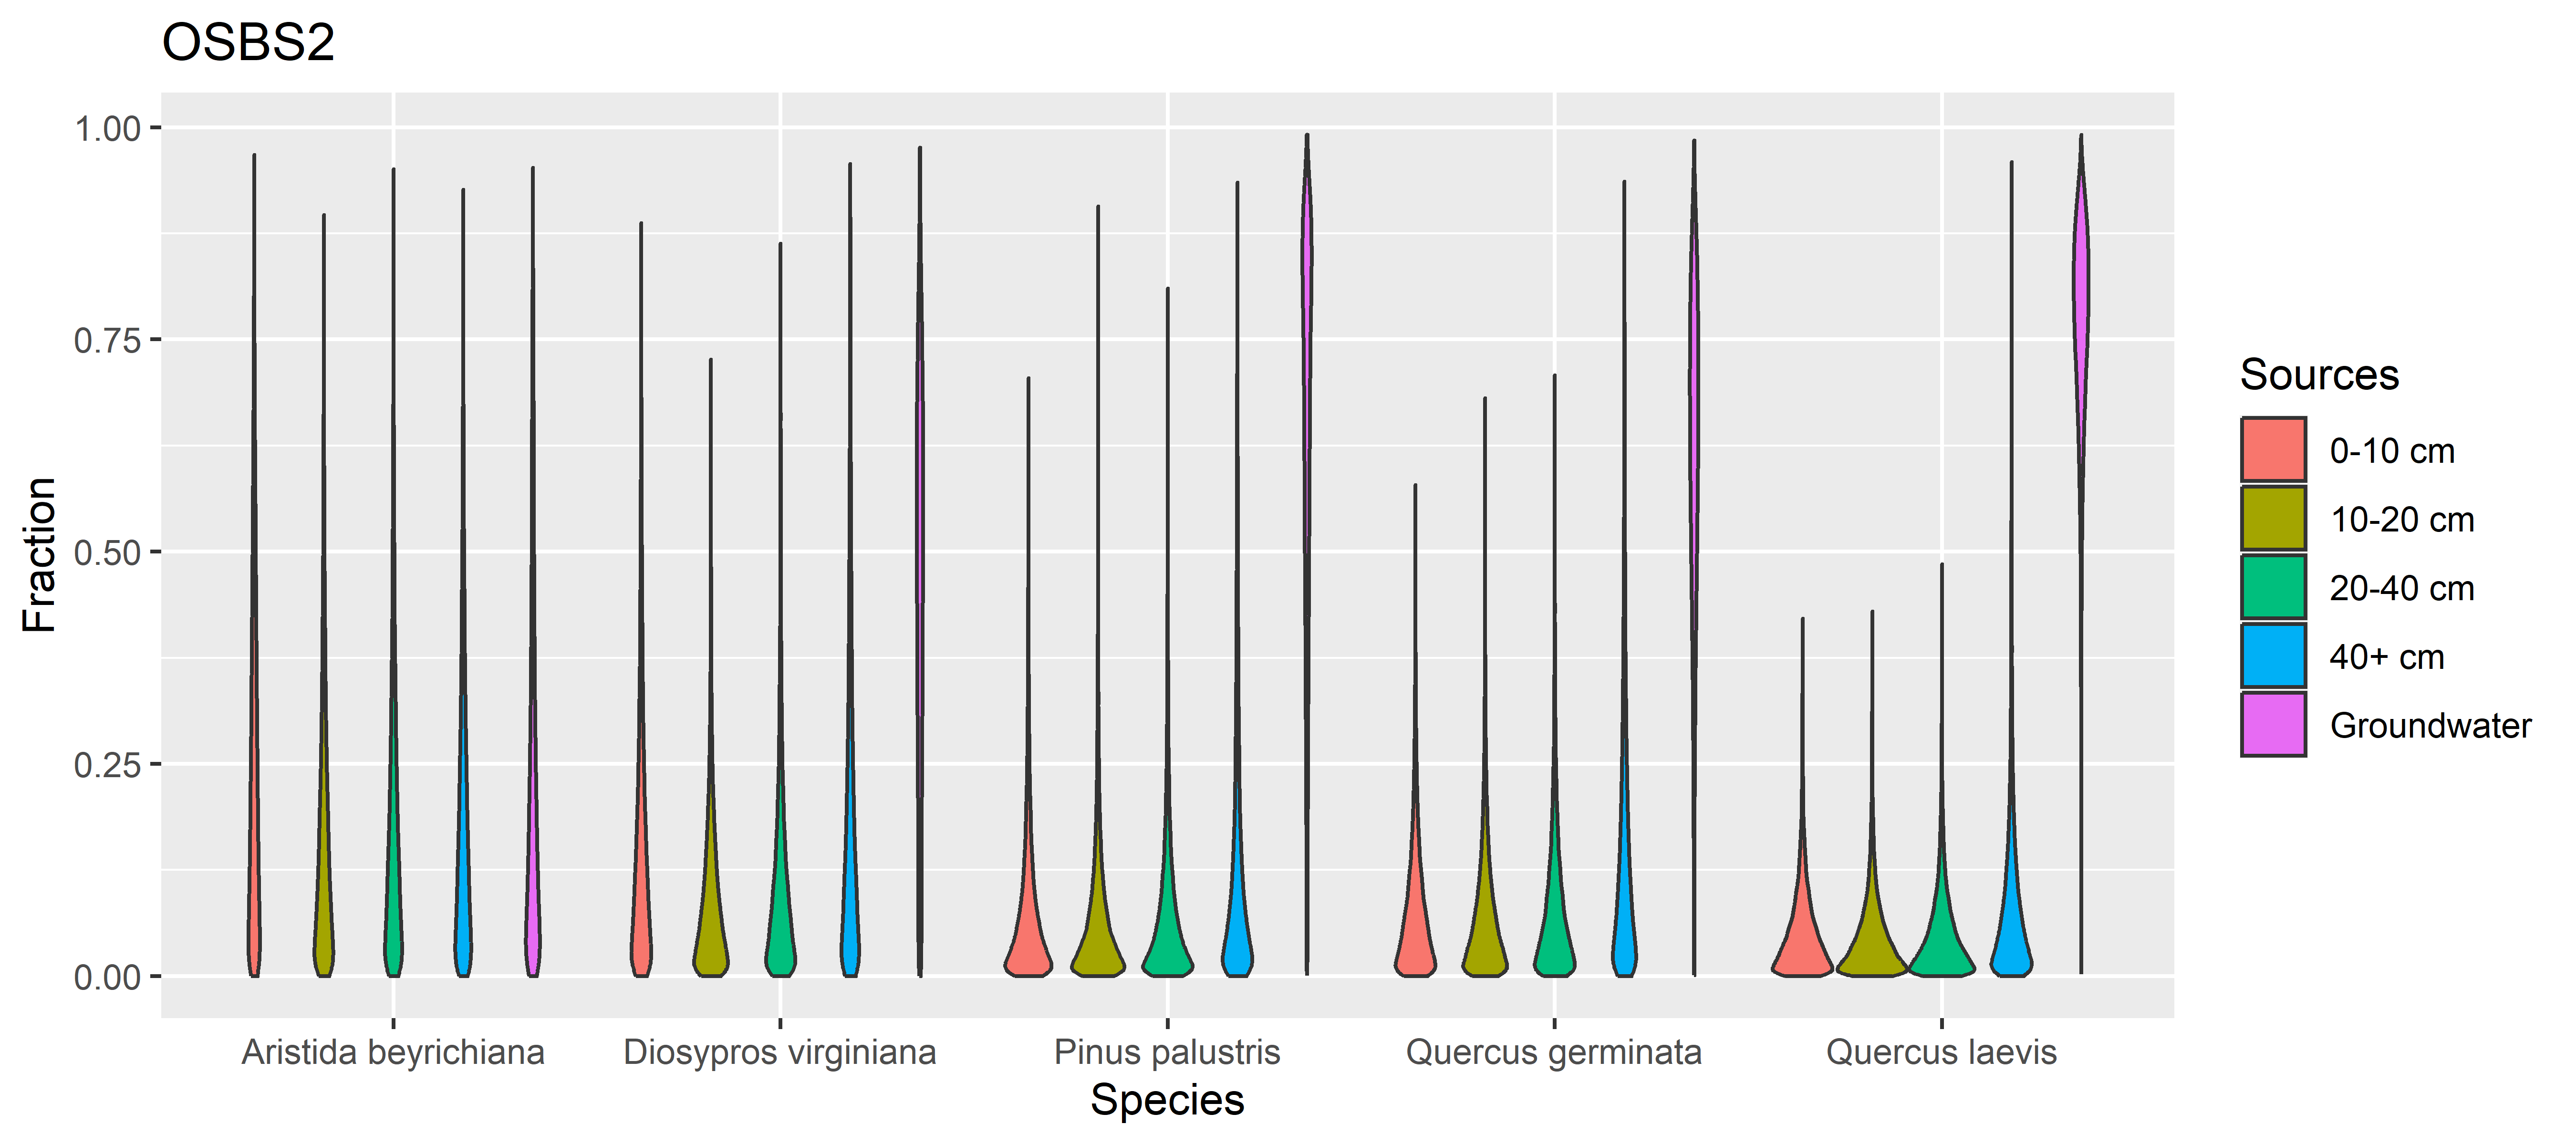 OSBS2
1.00
0.75
0.50
0.25
0.00
Fraction
Aristida beyrichiana
Diosypros virginiana
Pinus palustris
Quercus germinata
Quercus laevis
Species
Sources
0-10 cm
10-20 cm
20-40 cm
40+ cm
Groundwater